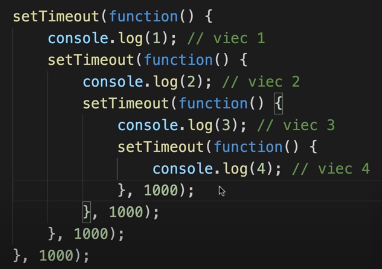 setTimeout(function() {
    console.log(1); // viec 1
    setTimeout(function() {
        console.log(2); // viec 2
        setTimeout(function() {
            console.log(3); // viec 3
            setTimeout(function() {
                console.log(4); // viec 4
            }, 1000);
        }, 1000);
    }, 1000);
}, 1000);